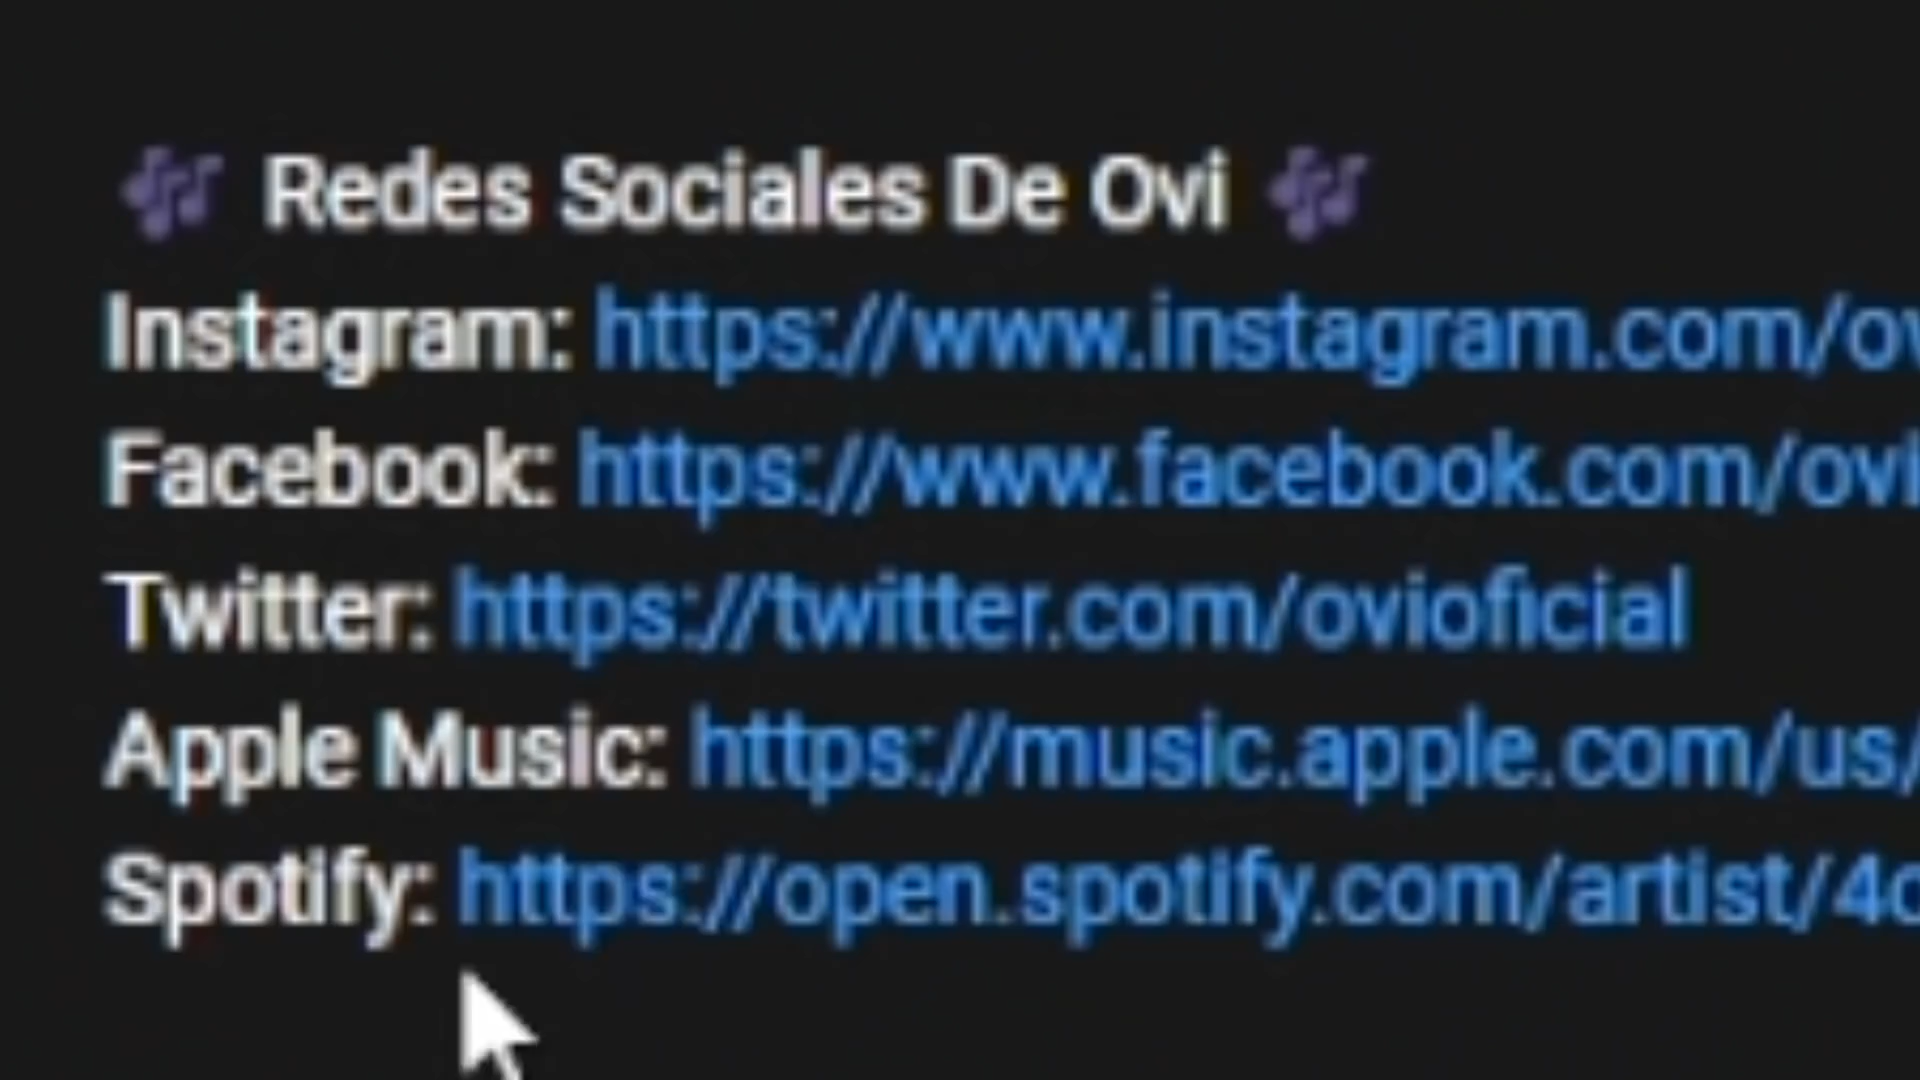 🎶 Redes Sociales De Ovi 🎶
Instagram: https://www.instagram.com/ov
Facebook: https://www.facebook.com/ovi
Twitter: https://twitter.com/ovioficial
Apple Music: https://music.apple.com/us/
Spotify: https://open.spotify.com/artist/4